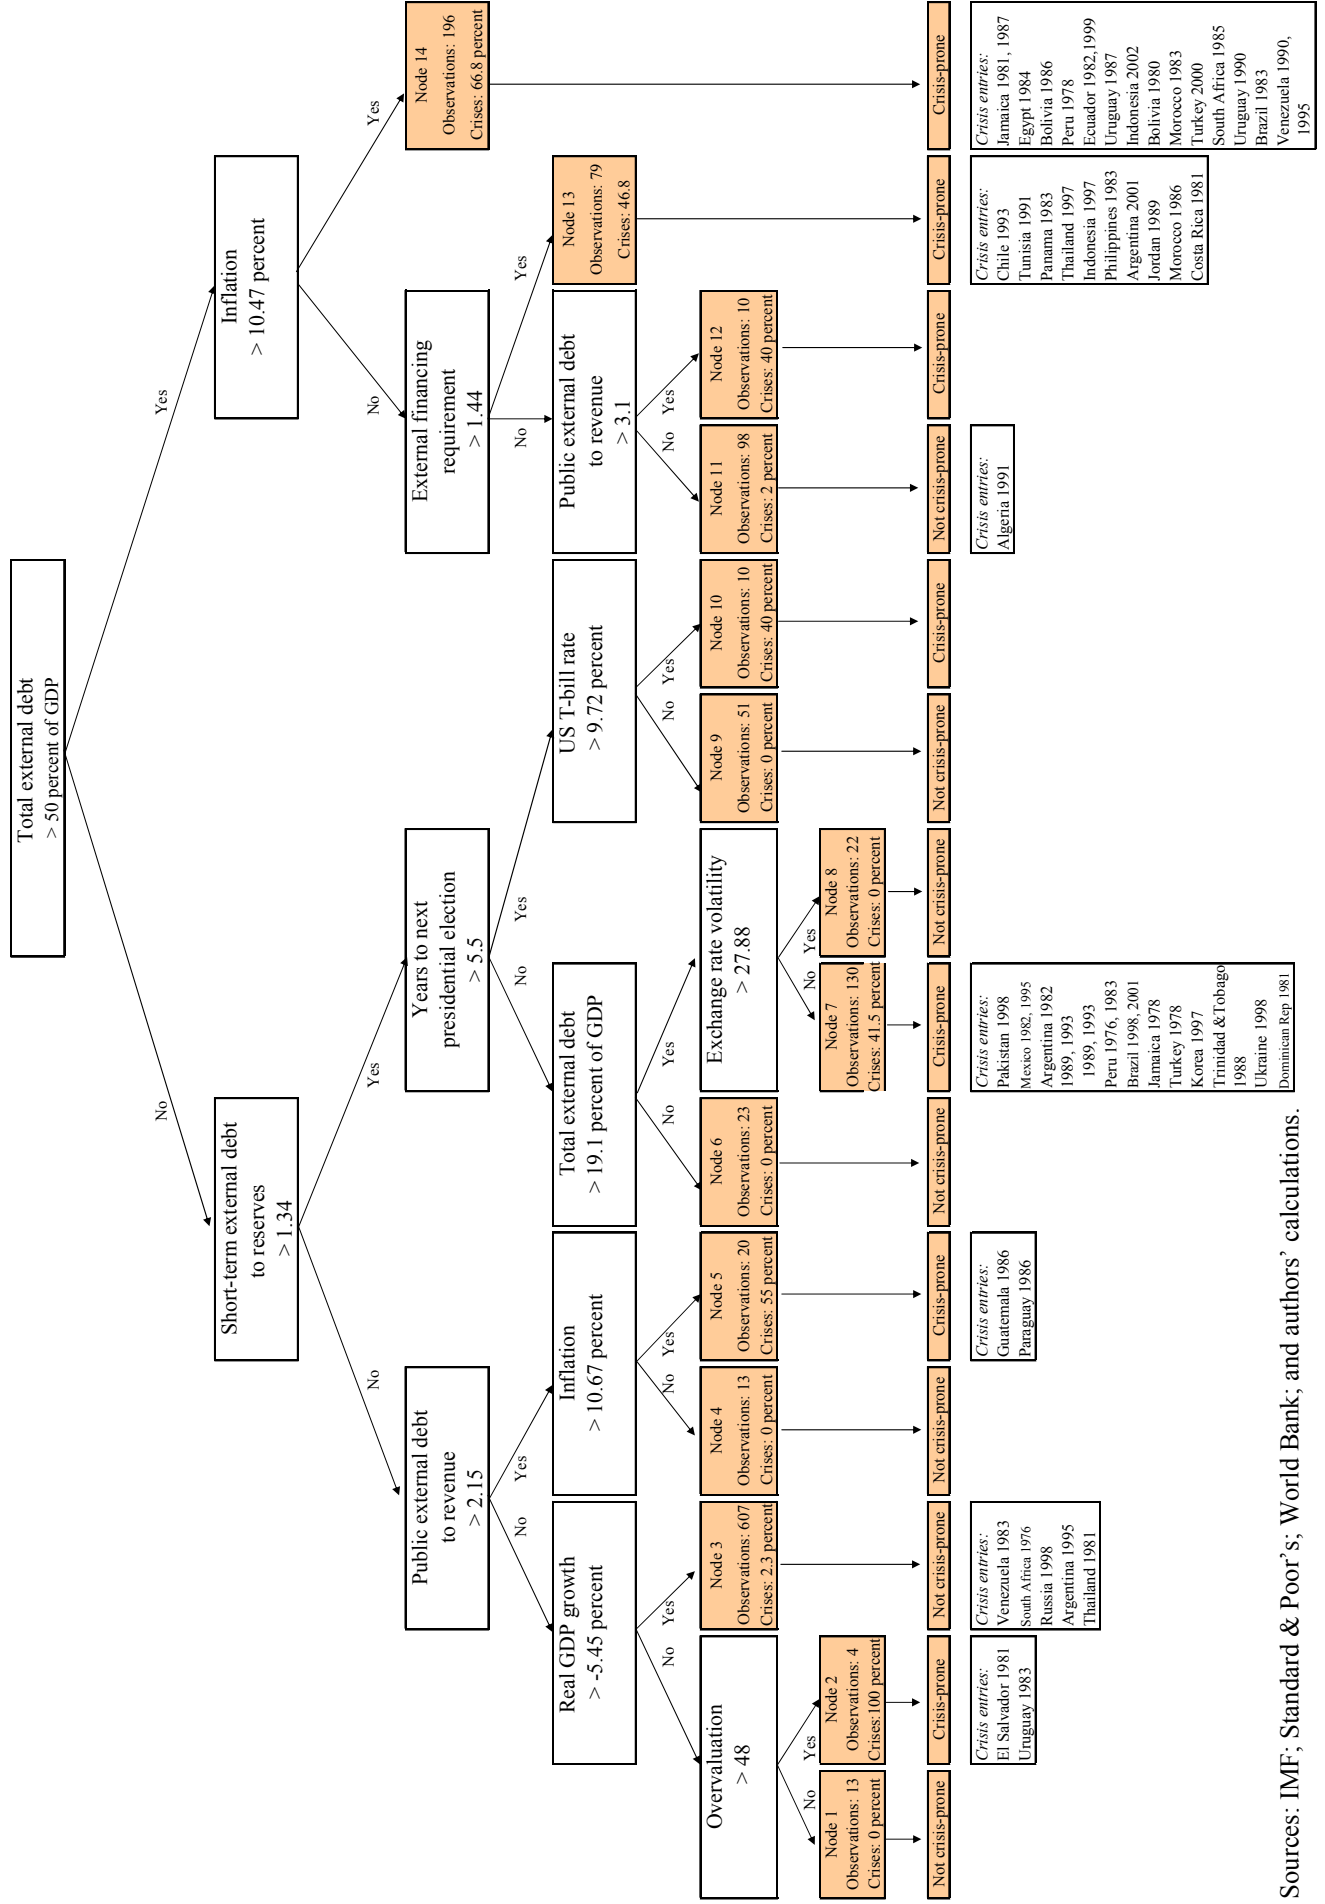 Total external debt
> 50 percent of GDP
No
Yes
Short-term external debt
to reserves
> 1.34
Inflation
> 10.47 percent
No
Yes
No
Yes
Public external debt
to revenue
> 2.15
Years to next
presidential election
> 5.5
External financing
requirement
> 1.44
Node 14
Observations: 196
Crises: 66.8 percent
No
Yes
No
Yes
No
Yes
Real GDP growth
> -5.45 percent
Inflation
> 10.67 percent
Total external debt
> 19.1 percent of GDP
US T-bill rate
> 9.72 percent
Public external debt
to revenue
> 3.1
Node 13
Observations: 79
Crises: 46.8
No
Yes
No
Yes
No
Yes
No
Yes
No
Yes
Overvaluation
> 48
Node 3
Observations: 607
Crises: 2.3 percent
Node 4
Observations: 13
Crises: 0 percent
Node 5
Observations: 20
Crises: 55 percent
Node 6
Observations: 23
Crises: 0 percent
Exchange rate volatility
> 27.88
Node 9
Observations: 51
Crises: 0 percent
Node 10
Observations: 10
Crises: 40 percent
Node 11
Observations: 98
Crises: 2 percent
Node 12
Observations: 10
Crises: 40 percent
No
Yes
No
Yes
Node 1
Observations: 13
Crises: 0 percent
Node 2
Observations: 4
Crises:100 percent
Node 7
Observations: 130
Crises: 41.5 percent
Node 8
Observations: 22
Crises: 0 percent
Not crisis-prone
Crisis-prone
Not crisis-prone
Not crisis-prone
Crisis-prone
Not crisis-prone
Crisis-prone
Not crisis-prone
Not crisis-prone
Crisis-prone
Not crisis-prone
Crisis-prone
Crisis-prone
Crisis-prone
Crisis entries:
El Salvador 1981
Uruguay 1983
Crisis entries:
Venezuela 1983
South Africa 1976
Russia 1998
Argentina 1995
Thailand 1981
Crisis entries:
Guatemala 1986
Paraguay 1986
Crisis entries:
Pakistan 1998
Mexico 1982, 1995
Argentina 1982
1989, 1993
1989, 1993
Peru 1976, 1983
Brazil 1998, 2001
Jamaica 1978
Turkey 1978
Korea 1997
Trinidad &Tobago
1988
Ukraine 1998
Dominican Rep 1981
Crisis entries:
Algeria 1991
Crisis entries:
Chile 1993
Tunisia 1991
Panama 1983
Thailand 1997
Indonesia 1997
Philippines 1983
Argentina 2001
Jordan 1989
Morocco 1986
Costa Rica 1981
Crisis entries:
Jamaica 1981, 1987
Egypt 1984
Bolivia 1986
Peru 1978
Ecuador 1982,1999
Uruguay 1987
Indonesia 2002
Bolivia 1980
Morocco 1983
Turkey 2000
South Africa 1985
Uruguay 1990
Brazil 1983
Venezuela 1990,
1995
Sources: IMF; Standard & Poor's; World Bank; and authors' calculations.